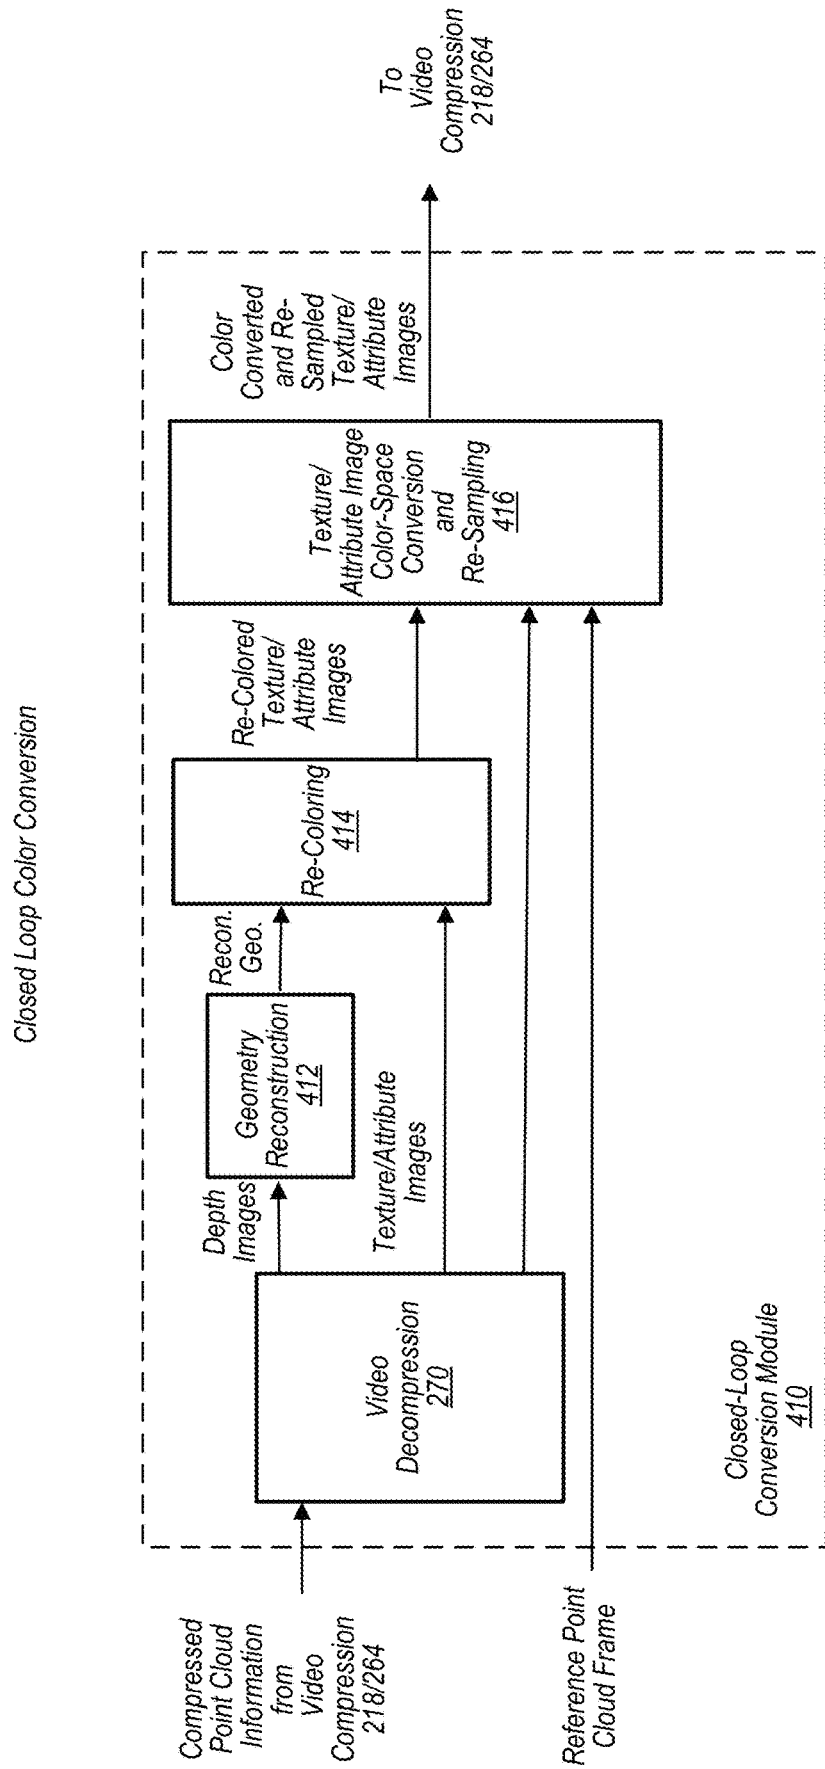 Closed Loop Color Conversion
Compressed
Point Cloud
Information
from
Video
Compression
218/264
Reference Point
Cloud Frame
Video
Decompression
270
Depth
Images
Texture/Attribute
Images
Geometry
Reconstruction
412
Recon.
Geo.
Re-Coloring
414
Re-Colored
Texture/
Attribute
Images
Texture/
Attribute Image
Color-Space
Conversion
and
Re-Sampling
416
Color
Converted
and Re-
Sampled
Texture/
Attribute
Images
To
Video
Compression
218/264
Closed-Loop
Conversion Module
410